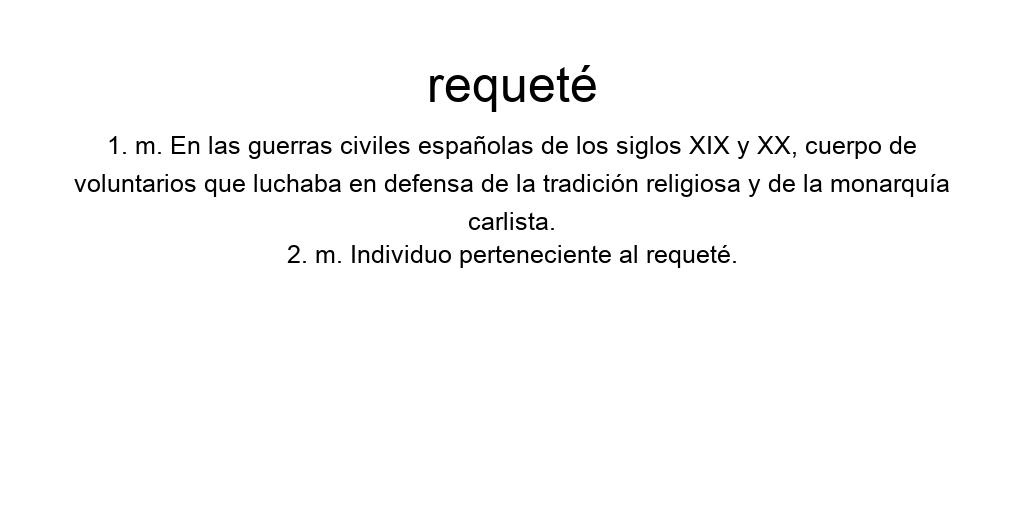 requeté
1. m. En las guerras civiles españolas de los siglos XIX y XX, cuerpo de
voluntarios que luchaba en defensa de la tradición religiosa y de la monarquía
carlista.
2. m. Individuo perteneciente al requeté.